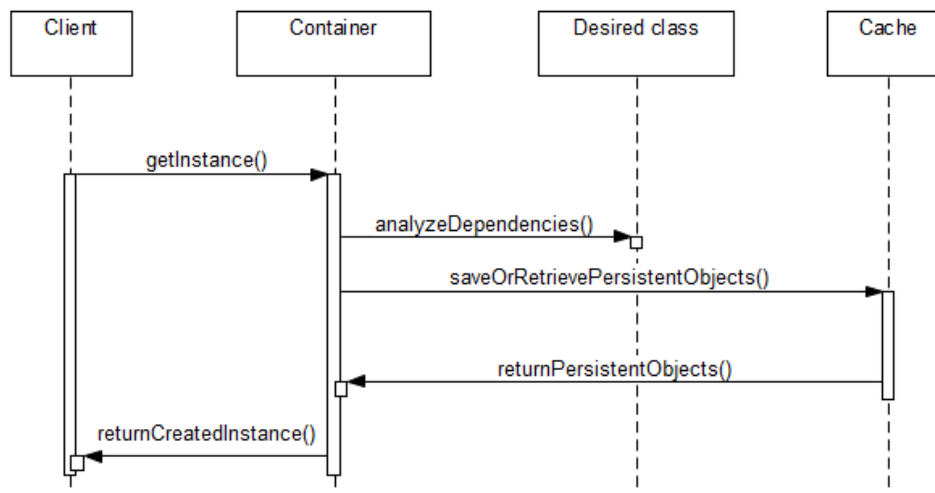 Client
Container
Desired class
Cache
getInstance()
analyzeDependencies()
saveOrRetrievePersistentObjects()
returnPersistentObjects()
returnCreatedInstance()